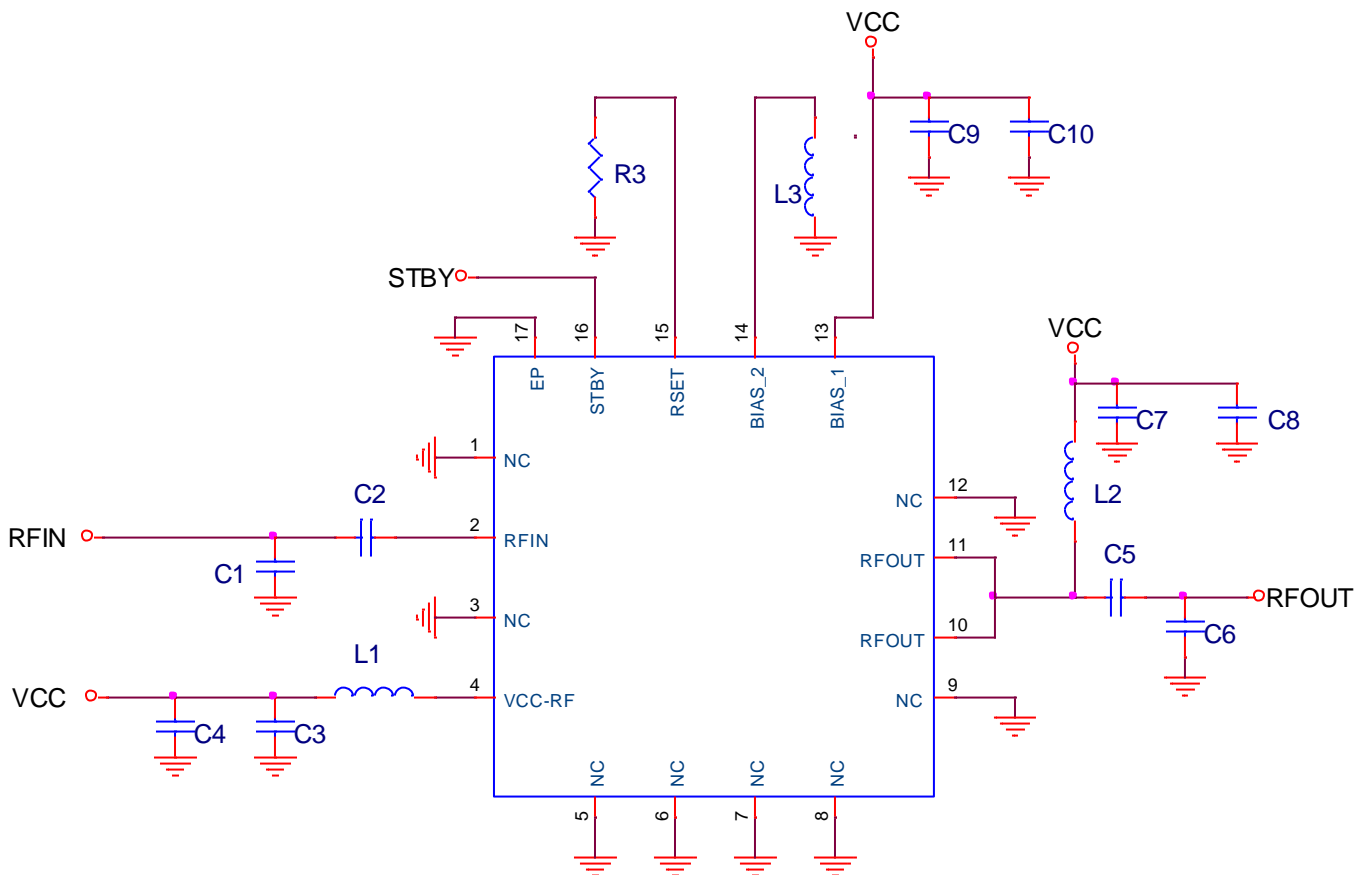 VCC
C9
C10
R3
L3
STBY
17
16
15
14
13
VCC
EP
STBY
RSET
BIAS_2
BIAS_1
C7
C8
1
NC
L2
C2
12
NC
RFIN
2
RFIN
11
RFOUT
C5
C1
RFOUT
3
NC
10
RFOUT
C6
L1
VCC
4
VCC-RF
9
NC
C4
C3
NC
NC
NC
NC
5
6
7
8